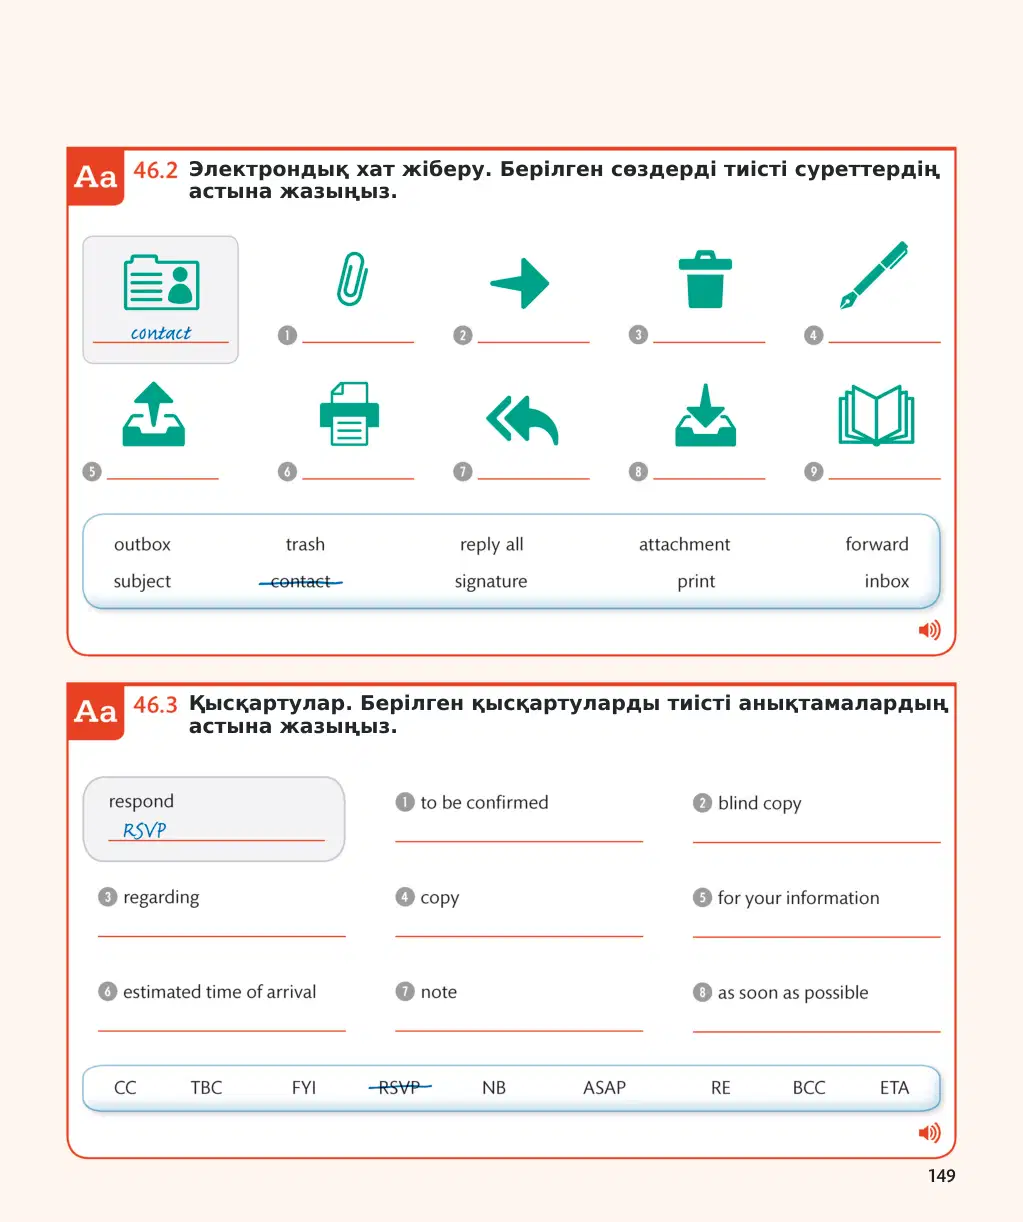 Aa 46.2 Электрондық хат жіберу. Берілген сөздерді тиісті суреттердің
астына жазыңыз.
contact
1
2
3
4
5
6
7
8
9
outbox trash reply all attachment forward
subject contact signature print inbox
Aa 46.3 Қысқартулар. Берілген қысқартуларды тиісті анықтамалардың
астына жазыңыз.
respond
RSVP
1 to be confirmed
2 blind copy
3 regarding
4 copy
5 for your information
6 estimated time of arrival
7 note
8 as soon as possible
CC TBC FYI RSVP NB ASAP RE BCC ETA
149